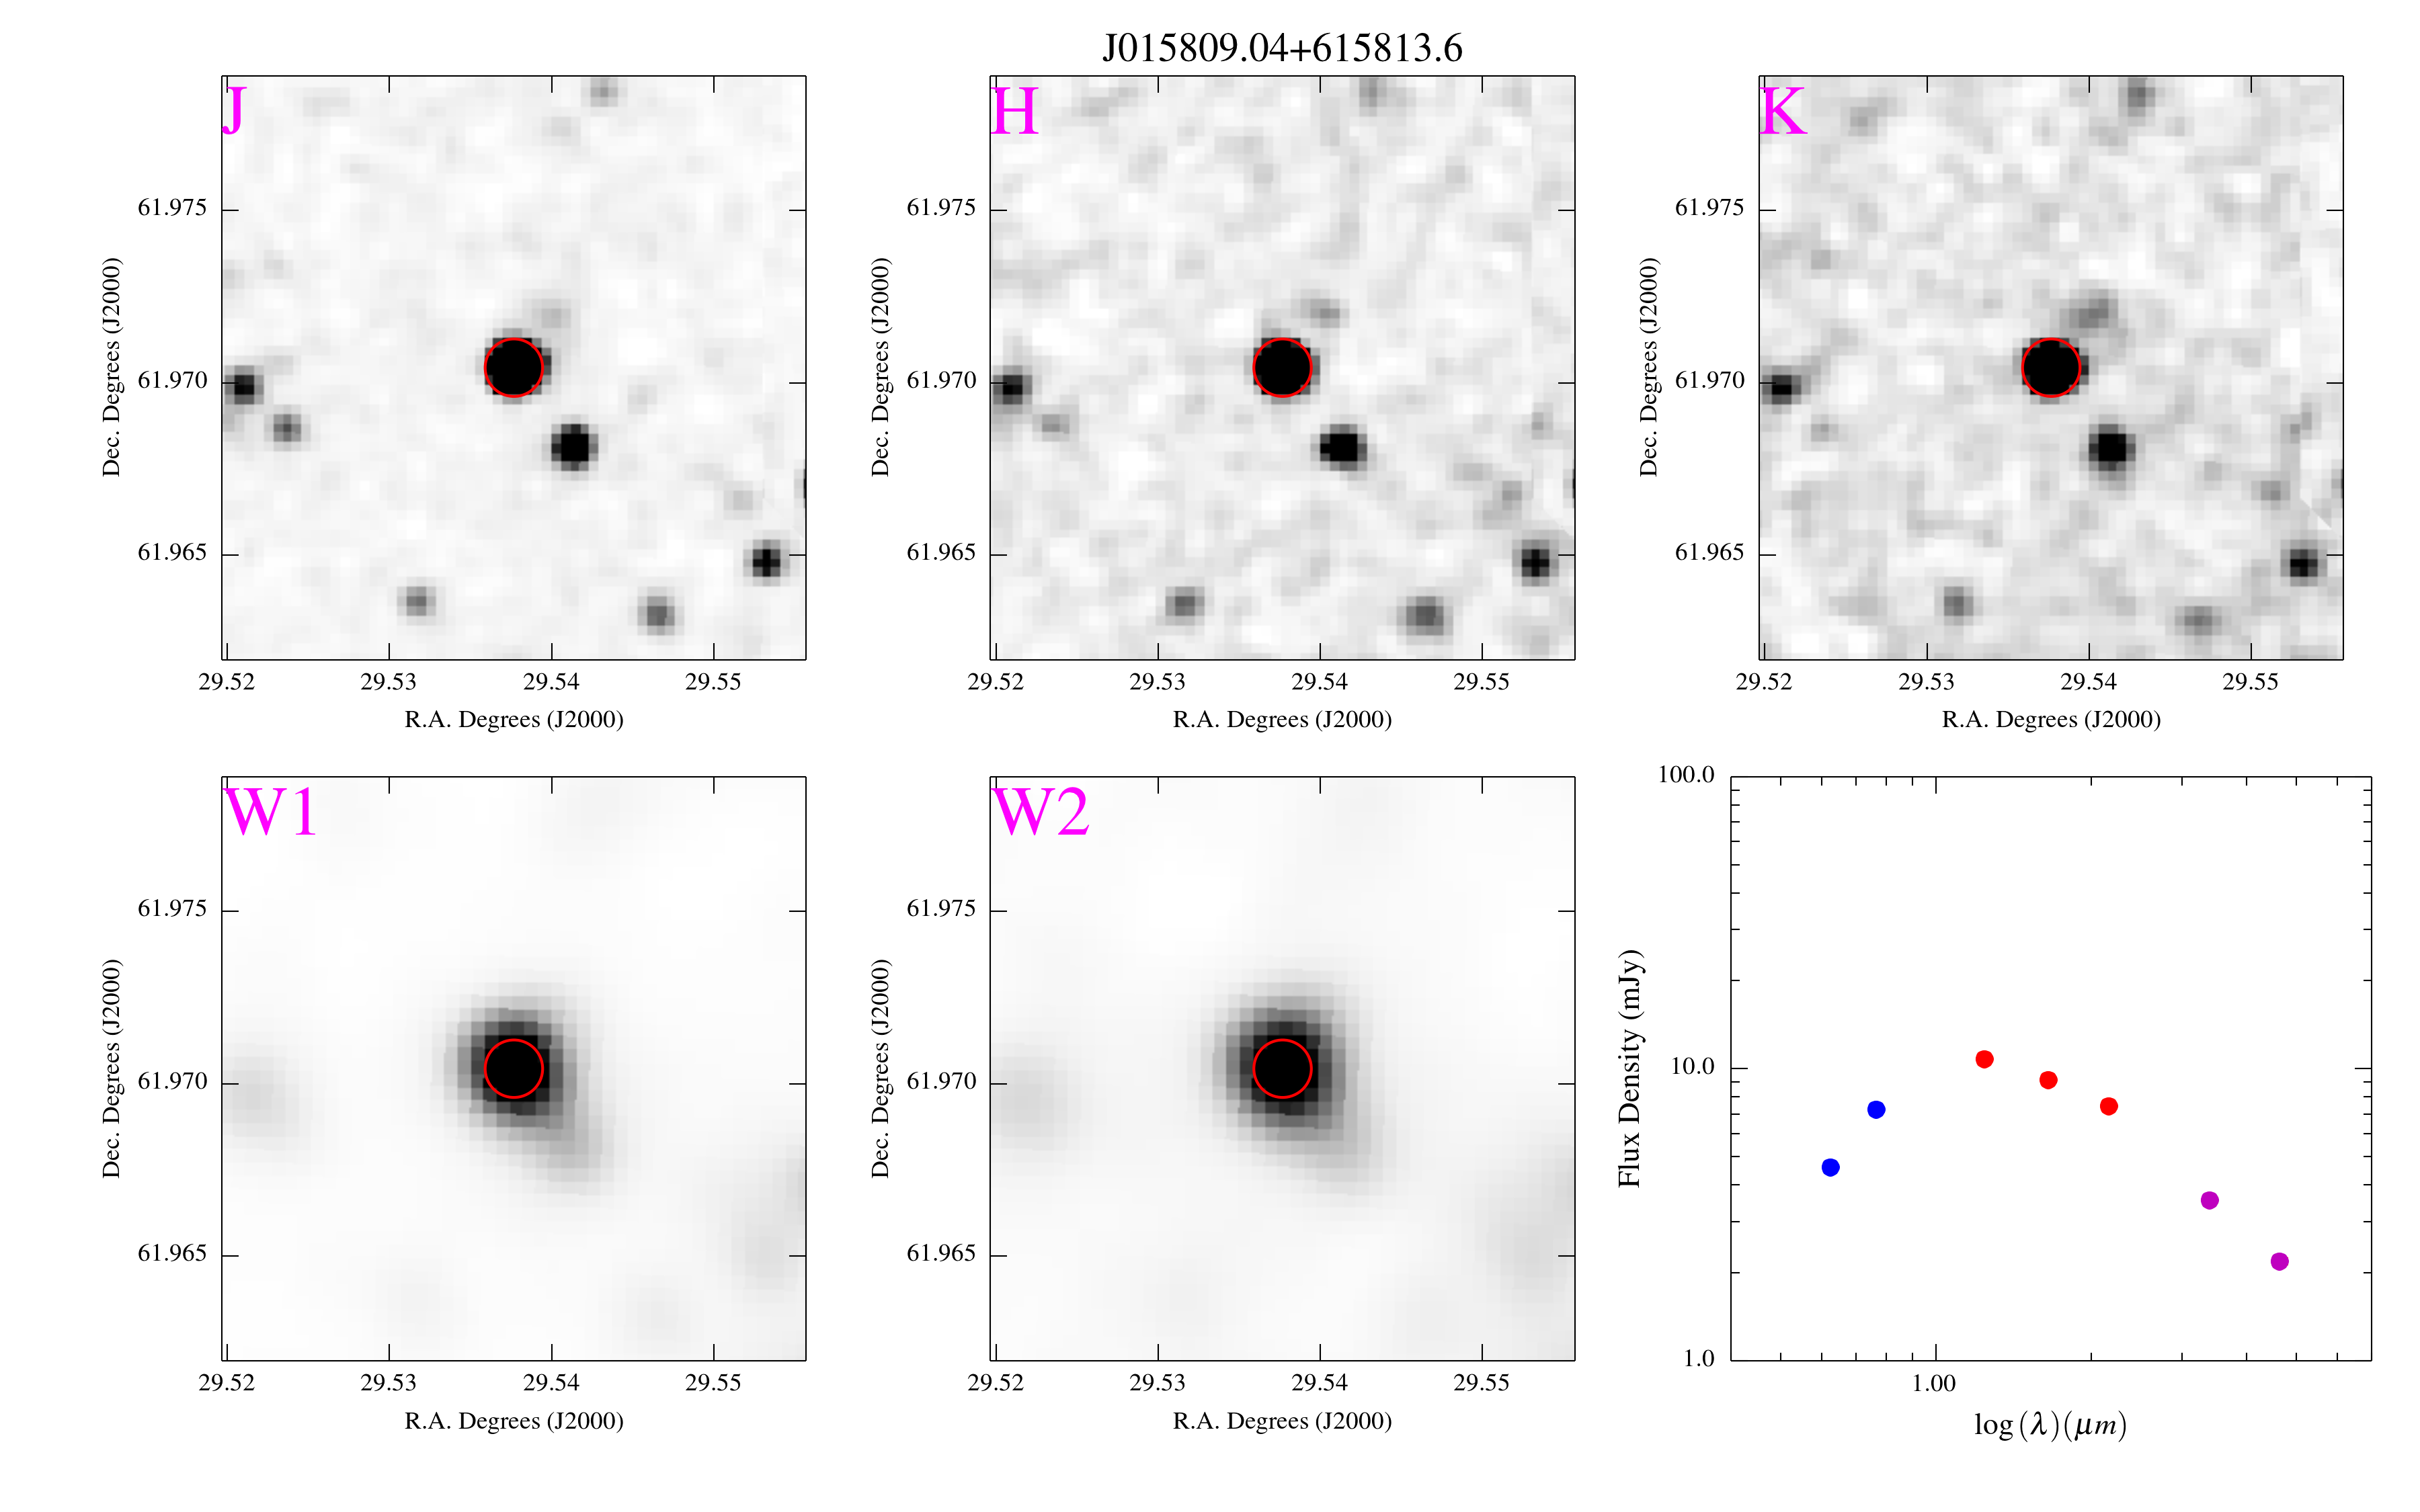 J015809.04+615813.6
J
61.975
61.970
61.965
Dec. Degrees (J2000)
29.52 29.53 29.54 29.55
R.A. Degrees (J2000)
H
61.975
61.970
61.965
Dec. Degrees (J2000)
29.52 29.53 29.54 29.55
R.A. Degrees (J2000)
K
61.975
61.970
61.965
Dec. Degrees (J2000)
29.52 29.53 29.54 29.55
R.A. Degrees (J2000)
W1
61.975
61.970
61.965
Dec. Degrees (J2000)
29.52 29.53 29.54 29.55
R.A. Degrees (J2000)
W2
61.975
61.970
61.965
Dec. Degrees (J2000)
29.52 29.53 29.54 29.55
R.A. Degrees (J2000)
100.0
10.0
1.0
Flux Density (mJy)
1.00
log(λ)(μm)